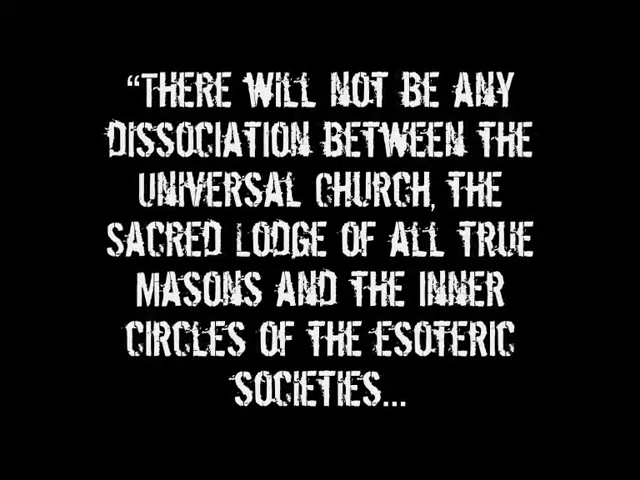 “THERE WILL NOT BE ANY
DISSOCIATION BETWEEN THE
UNIVERSAL CHURCH, THE
SACRED LODGE OF ALL TRUE
MASONS AND THE INNER
CIRCLES OF THE ESOTERIC
SOCIETIES...